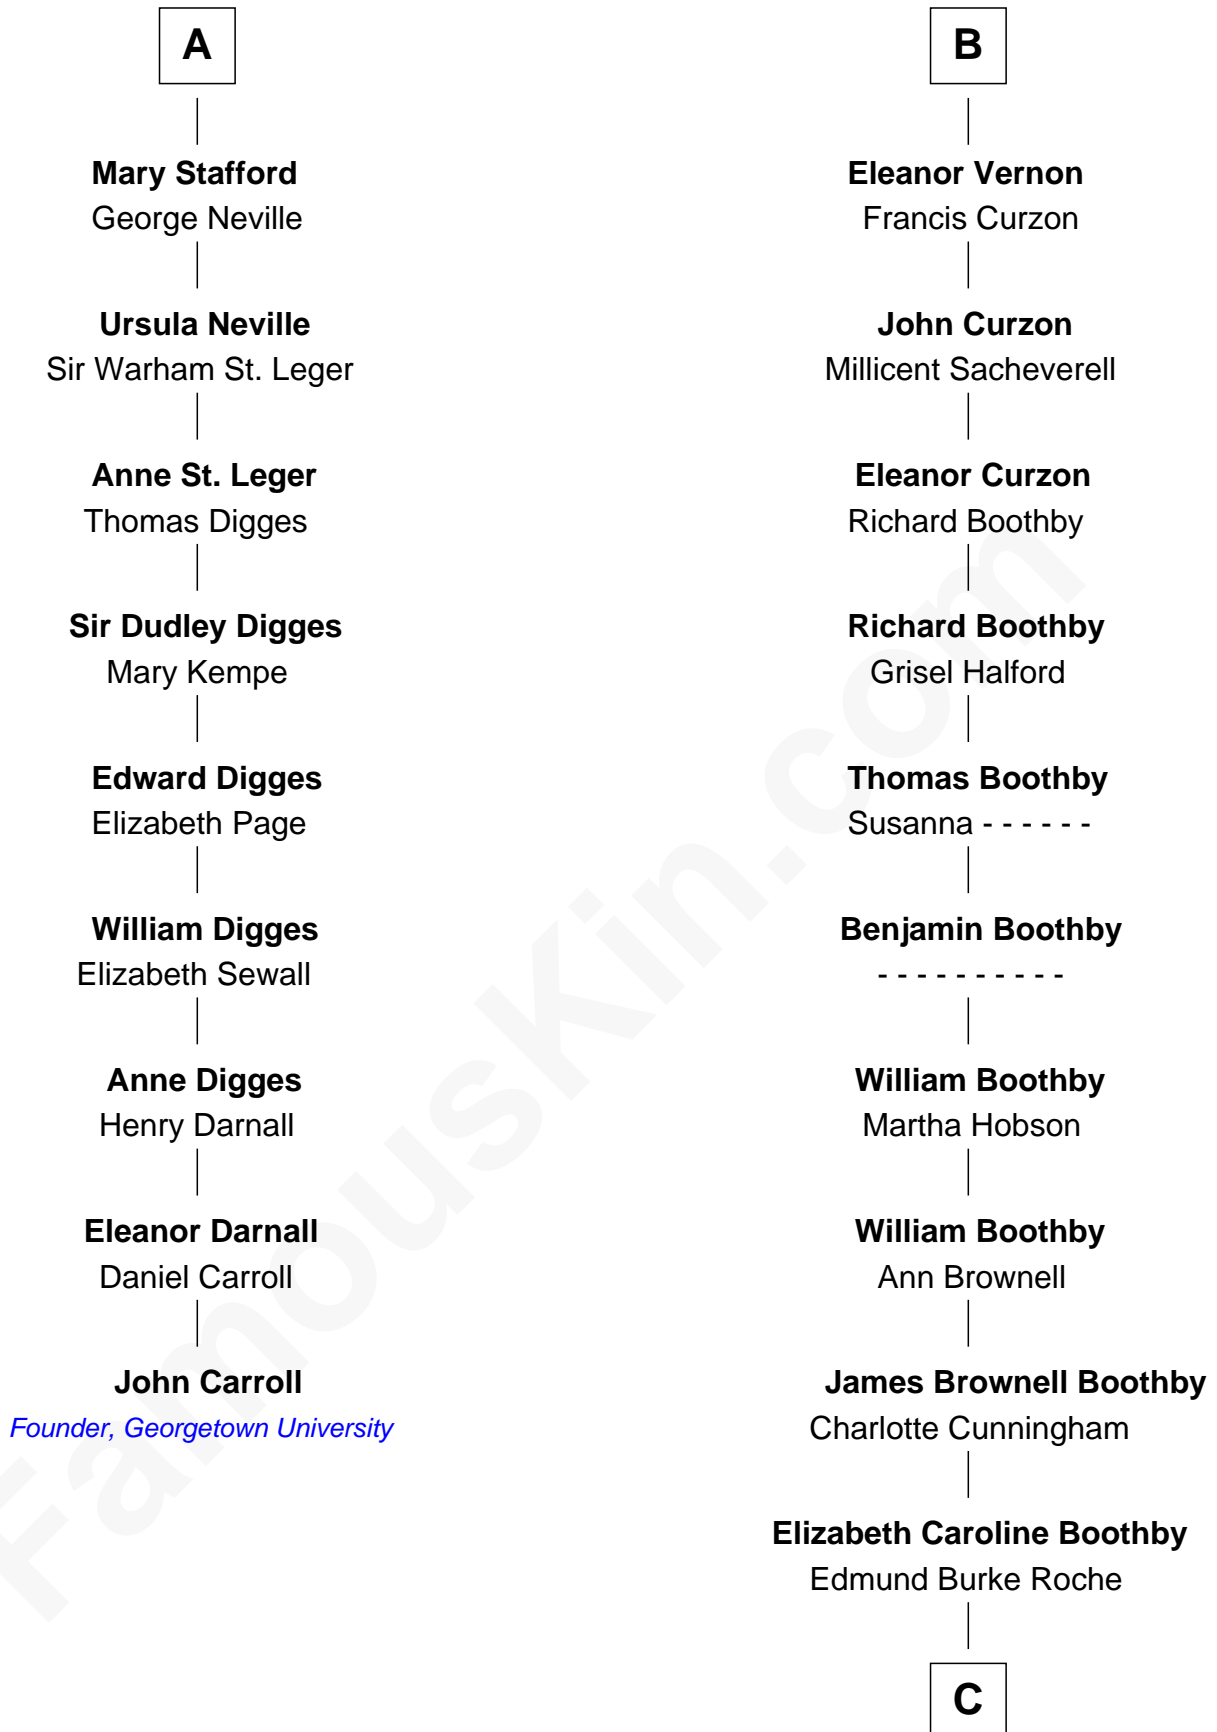 A
Mary Stafford
George Neville
Ursula Neville
Sir Warham St. Leger
Anne St. Leger
Thomas Digges
Sir Dudley Digges
Mary Kempe
Edward Digges
Elizabeth Page
William Digges
Elizabeth Sewall
Anne Digges
Henry Darnall
Eleanor Darnall
Daniel Carroll
John Carroll
Founder, Georgetown University
B
Eleanor Vernon
Francis Curzon
John Curzon
Millicent Sacheverell
Eleanor Curzon
Richard Boothby
Richard Boothby
Grisel Halford
Thomas Boothby
Susanna - - - - - -
Benjamin Boothby
- - - - - - - - - -
William Boothby
Martha Hobson
William Boothby
Ann Brownell
James Brownell Boothby
Charlotte Cunningham
Elizabeth Caroline Boothby
Edmund Burke Roche
C
FamousKin.com